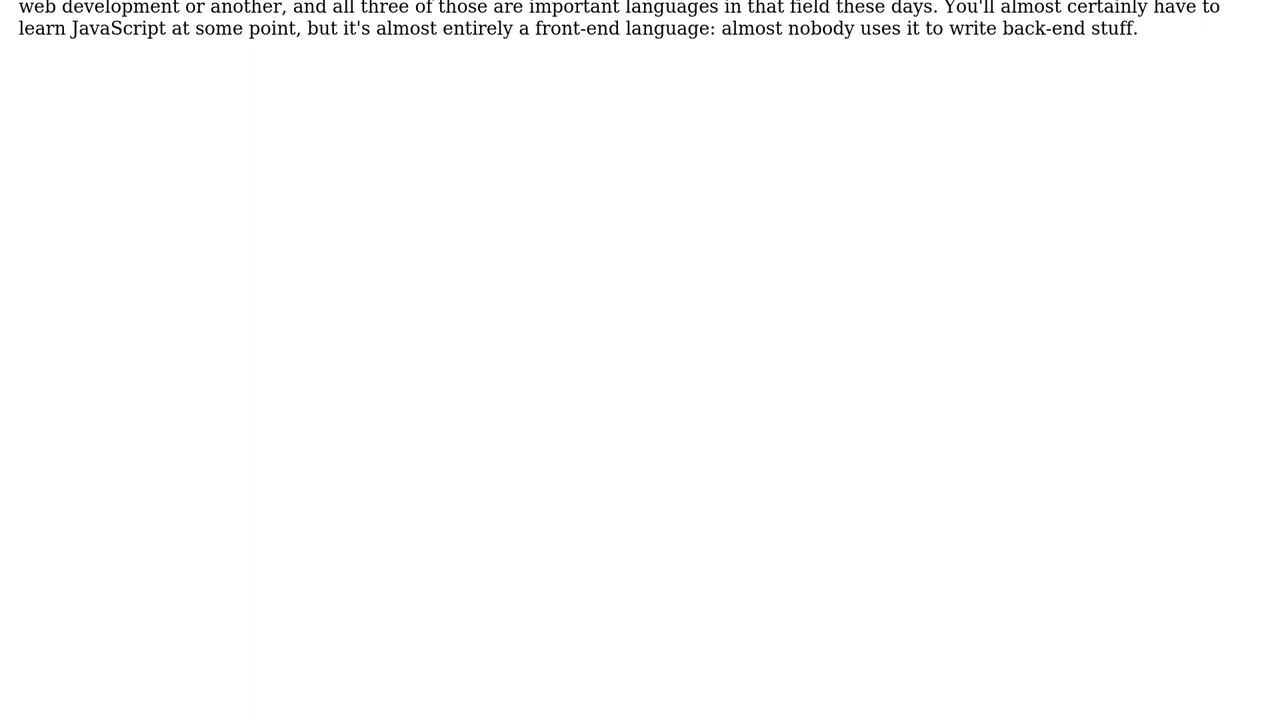 web development or another, and all three of those are important languages in that field these days. You'll almost certainly have to
learn JavaScript at some point, but it's almost entirely a front-end language: almost nobody uses it to write back-end stuff.